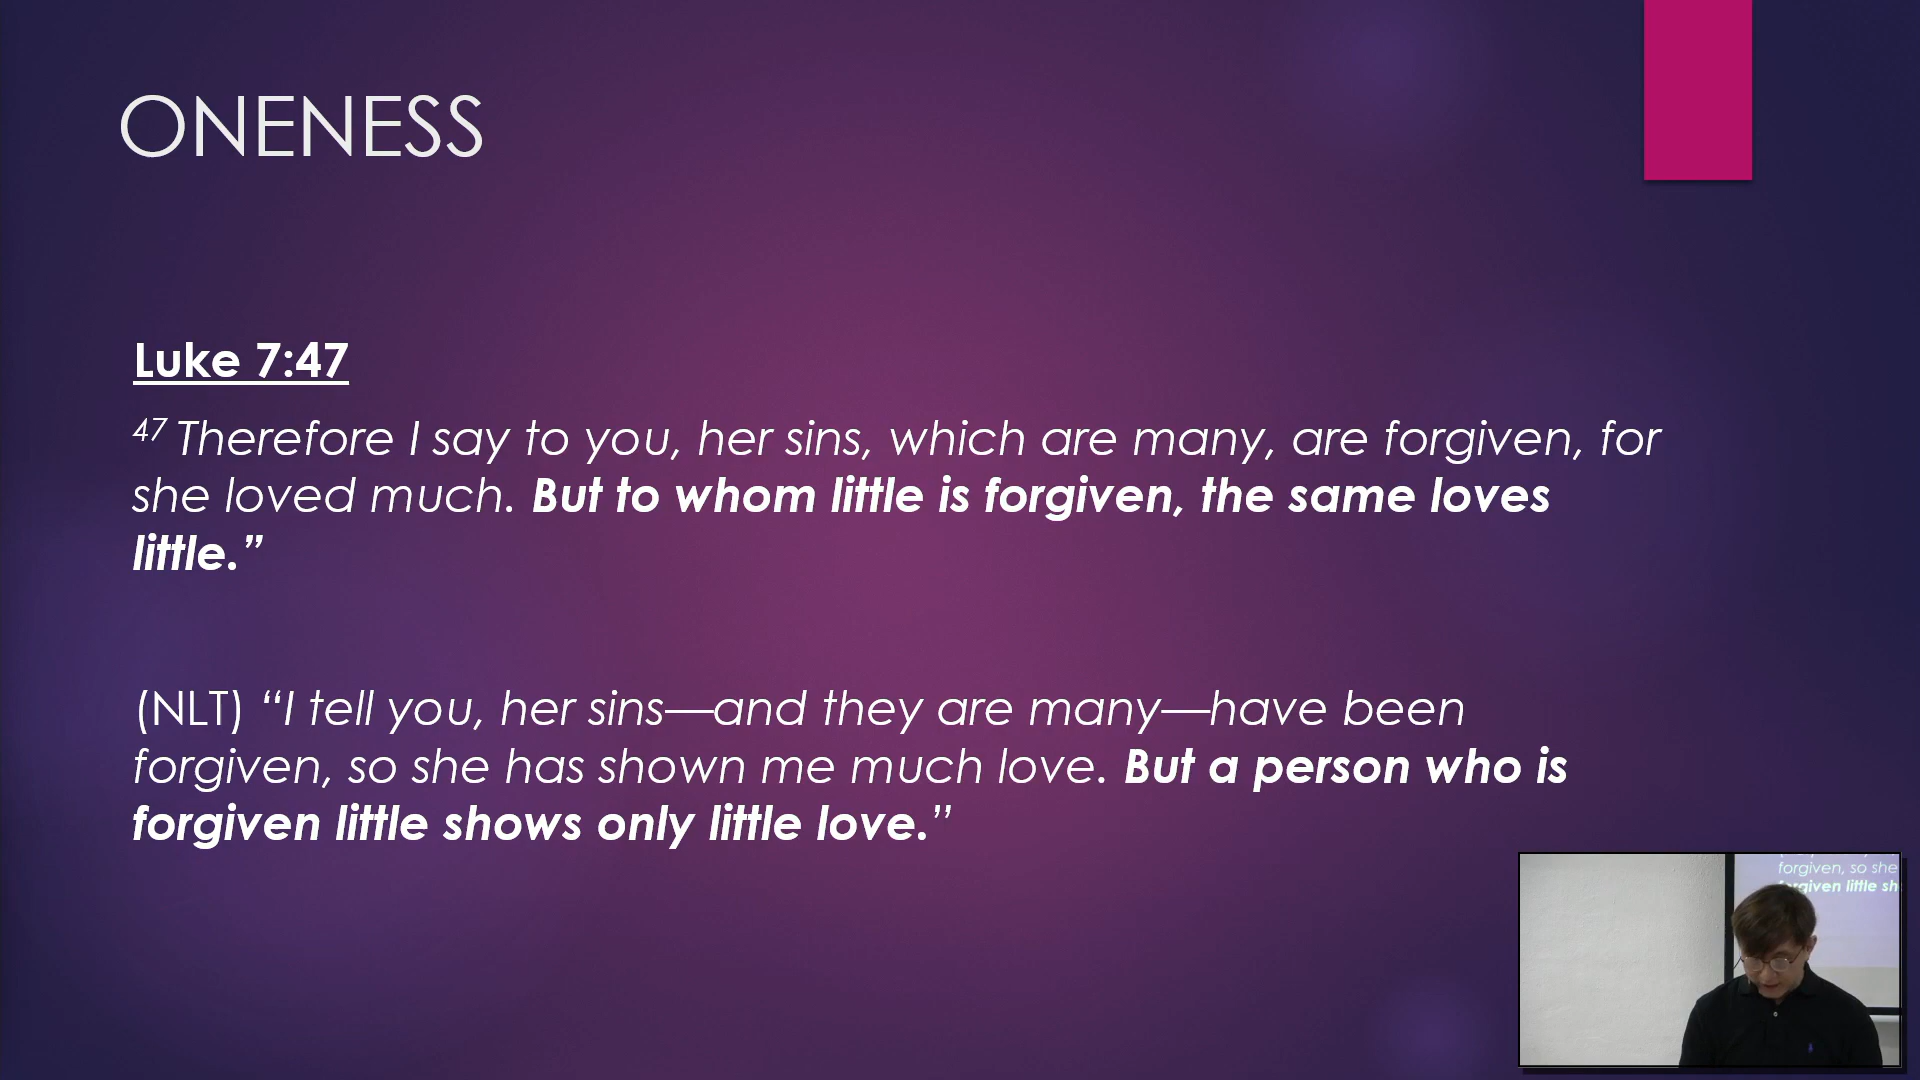 ONENESS
Luke 7:47
47 Therefore I say to you, her sins, which are many, are forgiven, for
she loved much. But to whom little is forgiven, the same loves
little.”
(NLT) “I tell you, her sins—and they are many—have been
forgiven, so she has shown me much love. But a person who is
forgiven little shows only little love.”
forgiven, so she
forgiven little sh